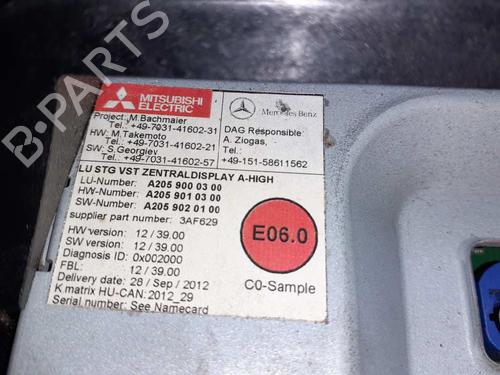 MITSUBISHI
ELECTRIC
Mercedes Benz
Project: M.Bachmaier
Tel.: +49-7031-41602-31
HW: M.Takemoto
Tel.: +49-7031-41602-21
SW: S.Georgiev
Tel.: +49-7031-41602-57
DAG Responsible:
A. Ziogas,
Tel.:
+49-151-58611562
LU STG VST ZENTRALDISPLAY A-HIGH
LU-Number: A205 900 03 00
HW-Number: A205 901 03 00
SW-Number: A205 902 01 00
supplier part number: 3AF629
HW version: 12 / 39.00
SW version: 12 / 39.00
Diagnosis ID: 0x002000
FBL: 12 / 39.00
Delivery date: 28 / Sep / 2012
K matrix HU-CAN: 2012_29
Serial number: See Namecard
E06.0
C0-Sample
B-PARTS